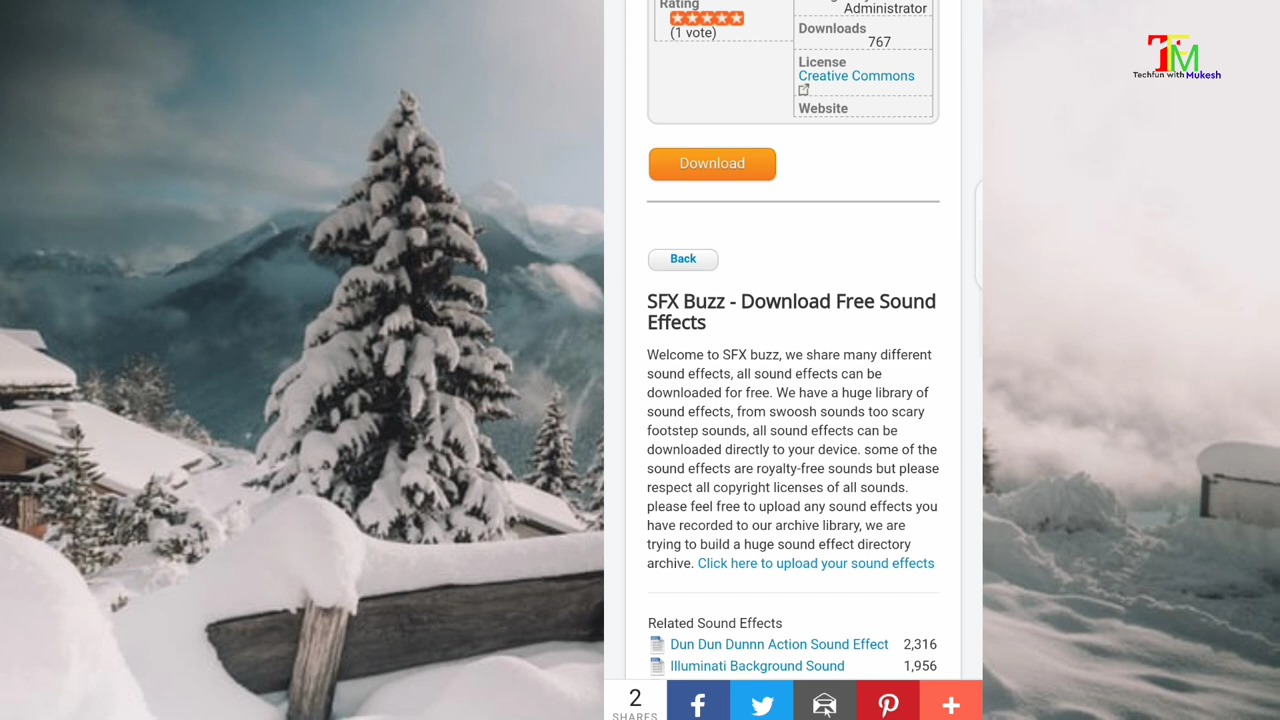 Rating
(1 vote)
Administrator
Downloads
767
License
Creative Commons
Website
Download
Back
SFX Buzz - Download Free Sound
Effects
Welcome to SFX buzz, we share many different
sound effects, all sound effects can be
downloaded for free. We have a huge library of
sound effects, from swoosh sounds too scary
footstep sounds, all sound effects can be
downloaded directly to your device. some of the
sound effects are royalty-free sounds but please
respect all copyright licenses of all sounds.
please feel free to upload any sound effects you
have recorded to our archive library, we are
trying to build a huge sound effect directory
archive. Click here to upload your sound effects
Related Sound Effects
Dun Dun Dunnn Action Sound Effect 2,316
Illuminati Background Sound 1,956
2
SHARES
TFM
Techfun with Mukesh